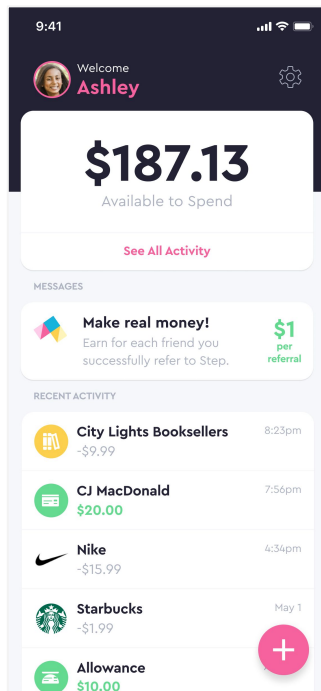 9:41
Welcome
Ashley
$187.13
Available to Spend
See All Activity
MESSAGES
Make real money!
Earn for each friend you
successfully refer to Step.
$1
per
referral
RECENT ACTIVITY
City Lights Booksellers
8:23pm
-$9.99
CJ MacDonald
7:56pm
$20.00
Nike
4:34pm
-$15.99
Starbucks
May 1
-$1.99
Allowance
$10.00